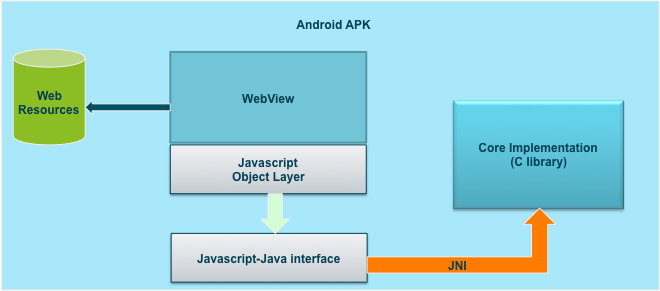 Android APK
Web
Resources
WebView
Javascript
Object Layer
Core Implementation
(C library)
Javascript-Java interface
JNI